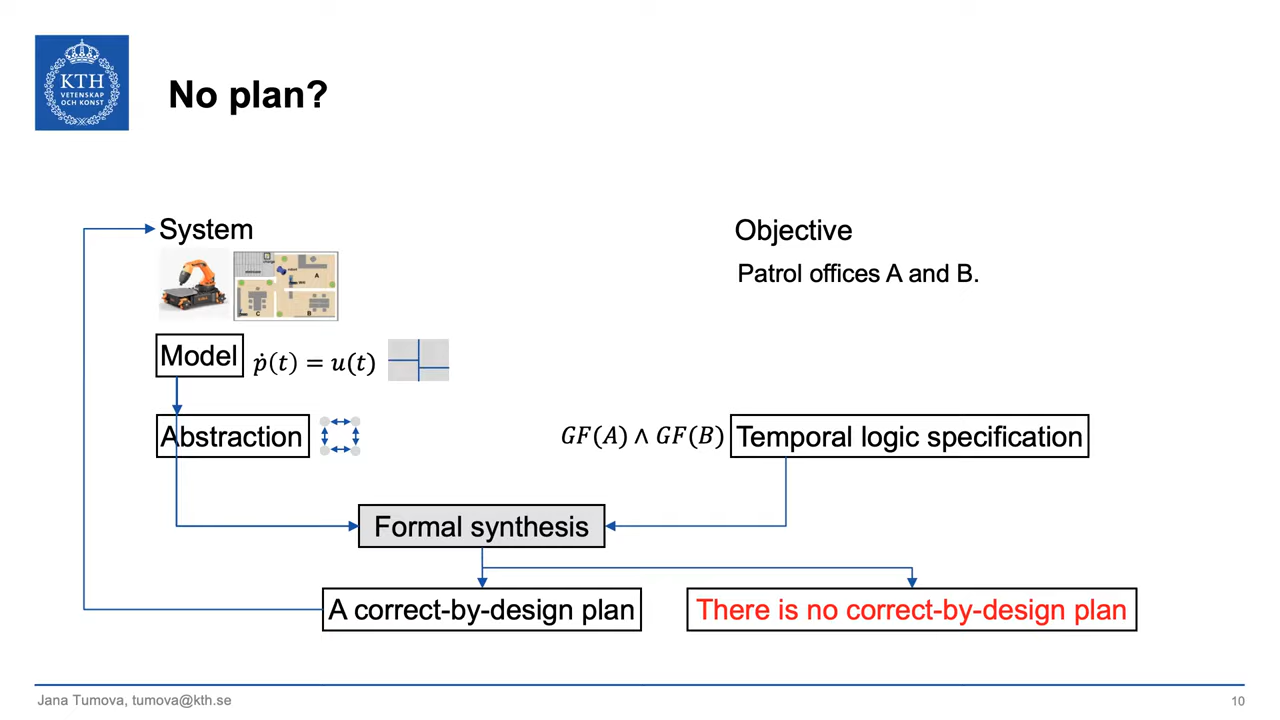 KTH
VETENSKAP
OCH KONST
No plan?
System
Objective
Patrol offices A and B.
A
C
B
Model
ṗ(t) = u(t)
Abstraction
GF(A) ∧ GF(B)
Temporal logic specification
Formal synthesis
A correct-by-design plan
There is no correct-by-design plan
Jana Tumova, tumova@kth.se
10